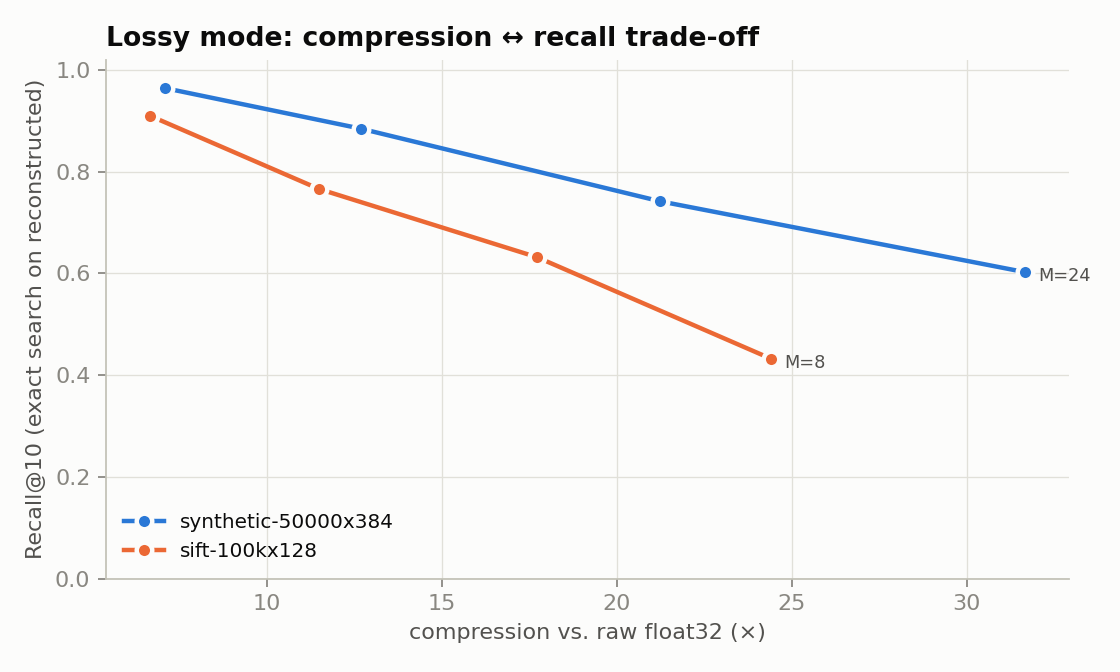 Lossy mode: compression ↔ recall trade-off
Recall@10 (exact search on reconstructed)
1.0
0.8
0.6
0.4
0.2
0.0
M=24
M=8
synthetic-50000x384
sift-100kx128
10 15 20 25 30
compression vs. raw float32 (×)